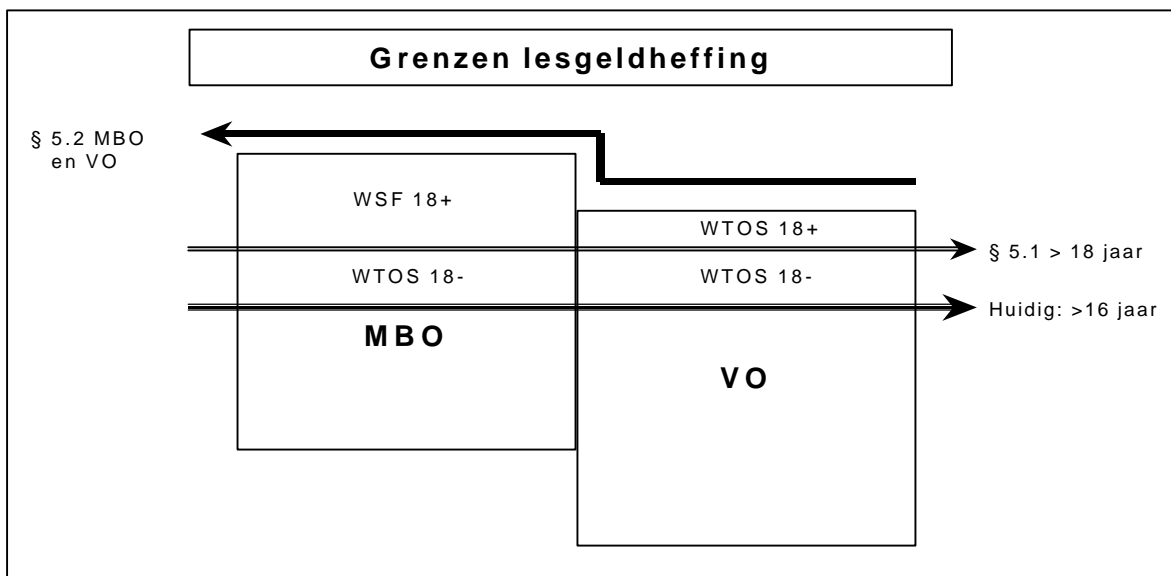 Grenzen lesgeldheffing
§ 5.2 MBO
en VO
WSF 18+
WTOS 18+
§ 5.1 > 18 jaar
WTOS 18-
WTOS 18-
Huidig: >16 jaar
MBO
VO